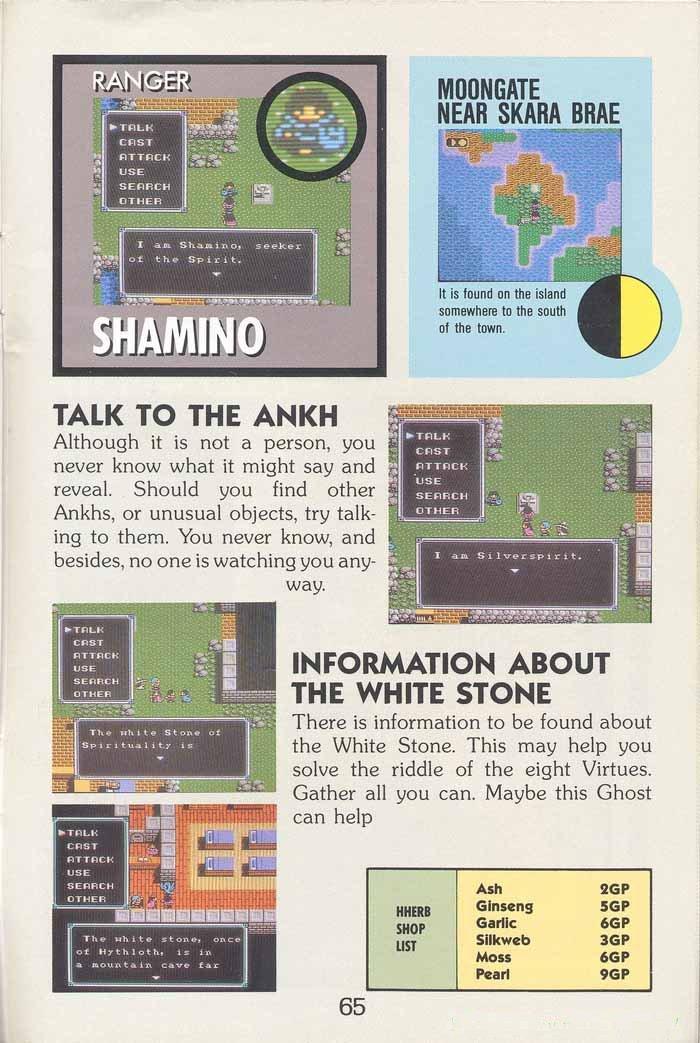 RANGER
▶TALK
CAST
ATTACK
USE
SEARCH
OTHER
I am Shamino, seeker
of the Spirit.
SHAMINO
MOONGATE
NEAR SKARA BRAE
It is found on the island
somewhere to the south
of the town.
TALK TO THE ANKH
Although it is not a person, you
never know what it might say and
reveal. Should you find other
Ankhs, or unusual objects, try talk-
ing to them. You never know, and
besides, no one is watching you any-
way.
▶TALK
CAST
ATTACK
USE
SEARCH
OTHER
I am Silverspirit.
▶TALK
CAST
ATTACK
USE
SEARCH
OTHER
The white Stone of
Spirituality is
INFORMATION ABOUT
THE WHITE STONE
There is information to be found about
the White Stone. This may help you
solve the riddle of the eight Virtues.
Gather all you can. Maybe this Ghost
can help
▶TALK
CAST
ATTACK
USE
SEARCH
OTHER
The white stone, once
of Hythloth, is in
a mountain cave far
HHERB
SHOP
LIST
Ash 2GP
Ginseng 5GP
Garlic 6GP
Silkweb 3GP
Moss 6GP
Pearl 9GP
65